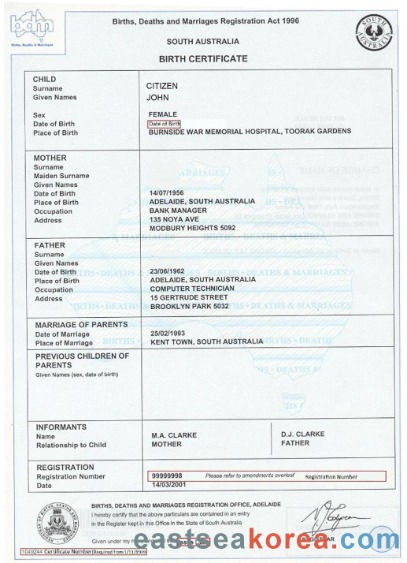 bdm
Births, Deaths & Marriages
Births, Deaths and Marriages Registration Act 1996
SOUTH AUSTRALIA
BIRTH CERTIFICATE
SOUTH AUSTRALIA
CHILD
Surname CITIZEN
Given Names JOHN
Sex FEMALE
Date of Birth Date of Birth
Place of Birth BURNSIDE WAR MEMORIAL HOSPITAL, TOORAK GARDENS
MOTHER
Surname
Maiden Surname
Given Names
Date of Birth 14/07/1956
Place of Birth ADELAIDE, SOUTH AUSTRALIA
Occupation BANK MANAGER
Address 135 NOYA AVE
MODBURY HEIGHTS 5092
FATHER
Surname
Given Names
Date of Birth 23/06/1962
Place of Birth ADELAIDE, SOUTH AUSTRALIA
Occupation COMPUTER TECHNICIAN
Address 15 GERTRUDE STREET
BROOKLYN PARK 5032
MARRIAGE OF PARENTS
Date of Marriage 25/02/1993
Place of Marriage KENT TOWN, SOUTH AUSTRALIA
PREVIOUS CHILDREN OF
PARENTS
Given Names (sex, date of birth)
INFORMANTS
Name M.A. CLARKE D.J. CLARKE
Relationship to Child MOTHER FATHER
REGISTRATION
Registration Number 99999998 Please refer to amendments overleaf Registration Number
Date 14/03/2001
BIRTHS, DEATHS AND MARRIAGES REGISTRATION OFFICE, ADELAIDE
I hereby certify that the above particulars are contained in an entry
in the Register kept in this Office in the State of South Australia
Given under my
eastseakorea.com
Certificate Number